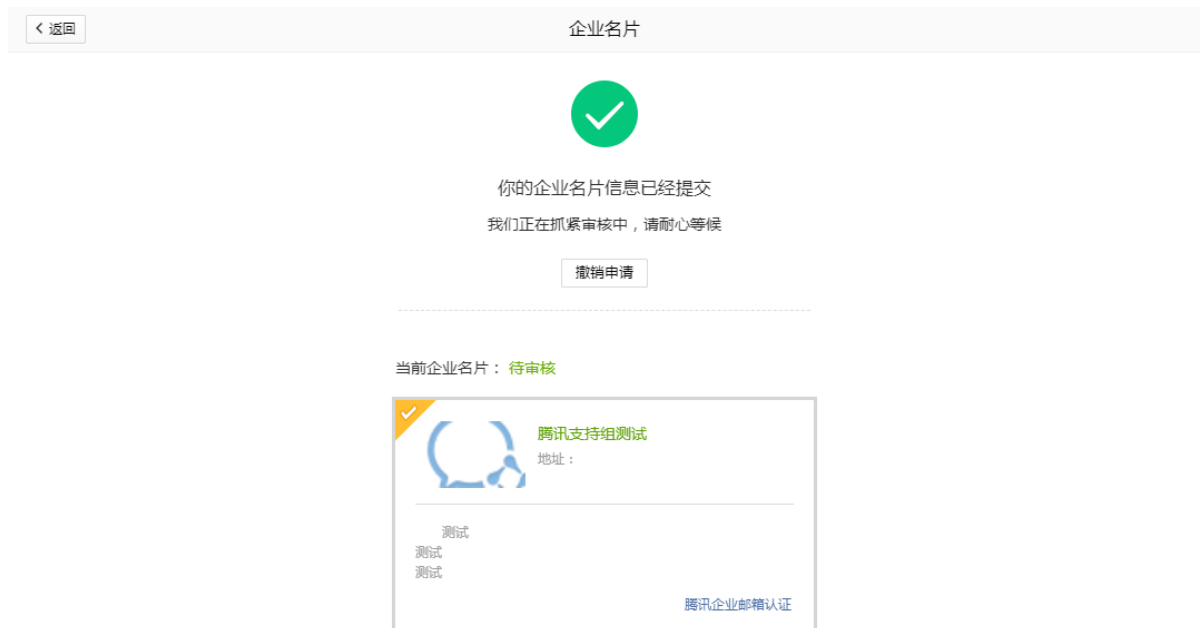 返回
企业名片
你的企业名片信息已经提交
我们正在抓紧审核中，请耐心等候
撤销申请
当前企业名片： 待审核
腾讯支持组测试
地址：
测试
测试
测试
腾讯企业邮箱认证